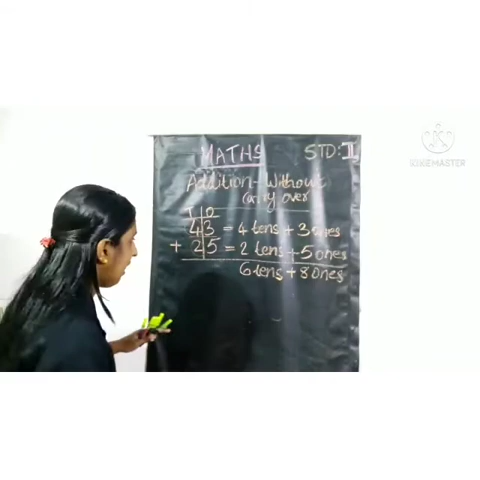 MATHS STD: II
Addition - Without
Carry over
T O
4 3 = 4 tens + 3 ones
+ 2 5 = 2 tens + 5 ones
6 tens + 8 Ones
KINEMASTER